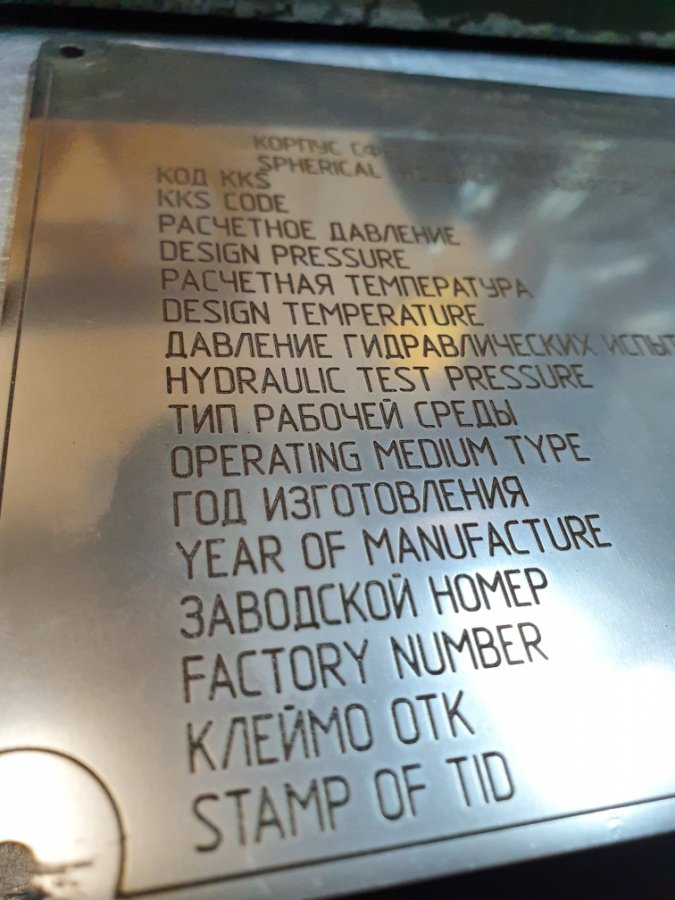 КОРПУС
SPHERICAL
КОД KKS
KKS CODE
РАСЧЕТНОЕ ДАВЛЕНИЕ
DESIGN PRESSURE
РАСЧЕТНАЯ ТЕМПЕРАТУРА
DESIGN TEMPERATURE
ДАВЛЕНИЕ ГИДРАВЛИЧЕСКИХ
HYDRAULIC TEST PRESSURE
ТИП РАБОЧЕЙ СРЕДЫ
OPERATING MEDIUM TYPE
ГОД ИЗГОТОВЛЕНИЯ
YEAR OF MANUFACTURE
ЗАВОДСКОЙ НОМЕР
FACTORY NUMBER
КЛЕЙМО ОТК
STAMP OF TID